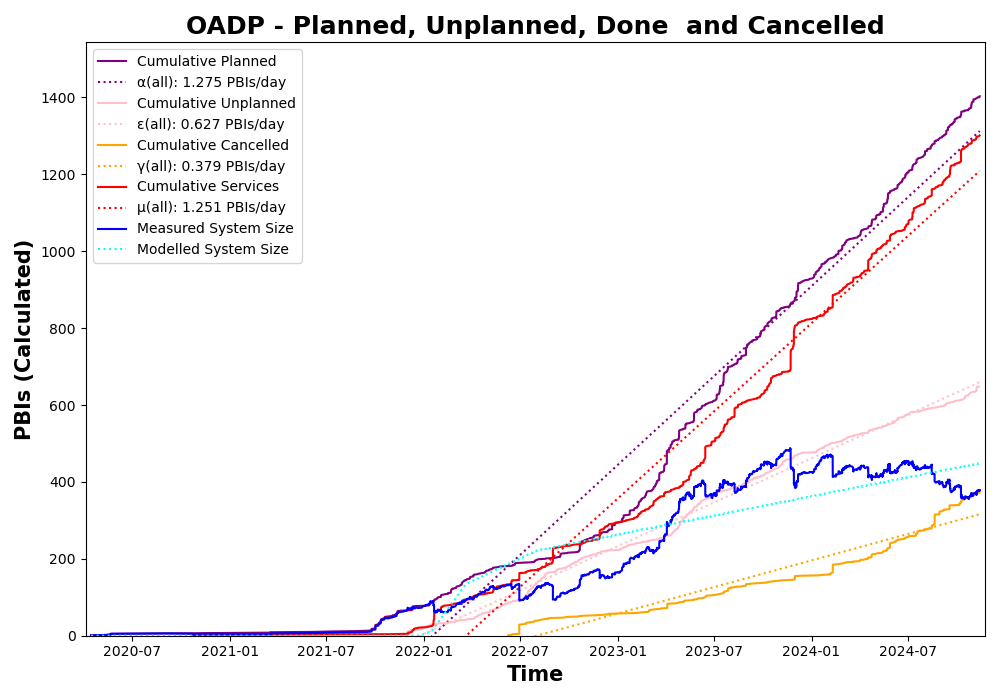 OADP - Planned, Unplanned, Done  and Cancelled
Cumulative Planned
α(all): 1.275 PBIs/day
Cumulative Unplanned
ε(all): 0.627 PBIs/day
Cumulative Cancelled
γ(all): 0.379 PBIs/day
Cumulative Services
μ(all): 1.251 PBIs/day
Measured System Size
Modelled System Size
PBIs (Calculated)
1400
1200
1000
800
600
400
200
0
2020-07 2021-01 2021-07 2022-01 2022-07 2023-01 2023-07 2024-01 2024-07
Time